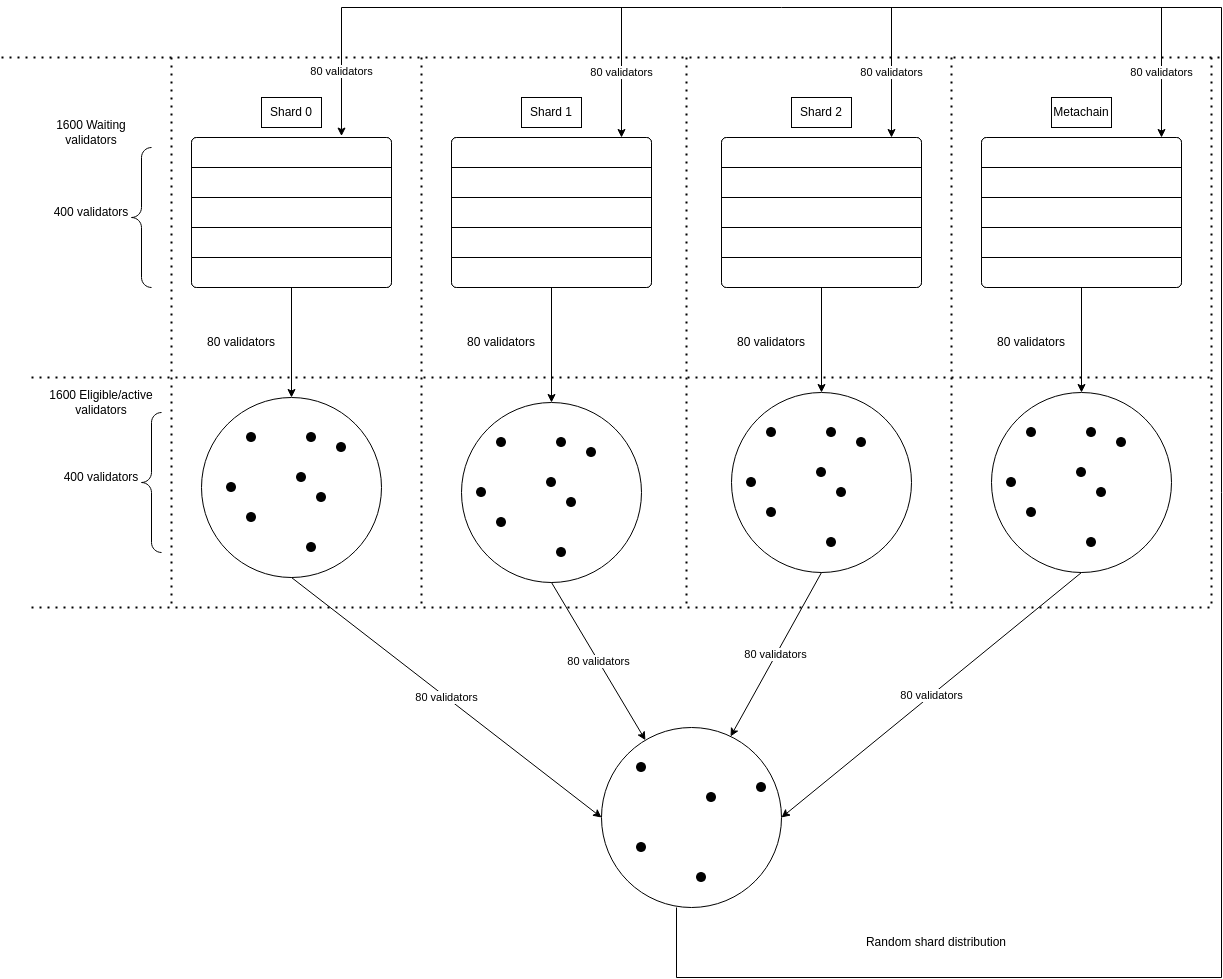 80 validators
80 validators
80 validators
80 validators
Shard 0
Shard 1
Shard 2
Metachain
1600 Waiting
validators
400 validators
80 validators
80 validators
80 validators
80 validators
1600 Eligible/active
validators
400 validators
80 validators
80 validators
80 validators
80 validators
Random shard distribution